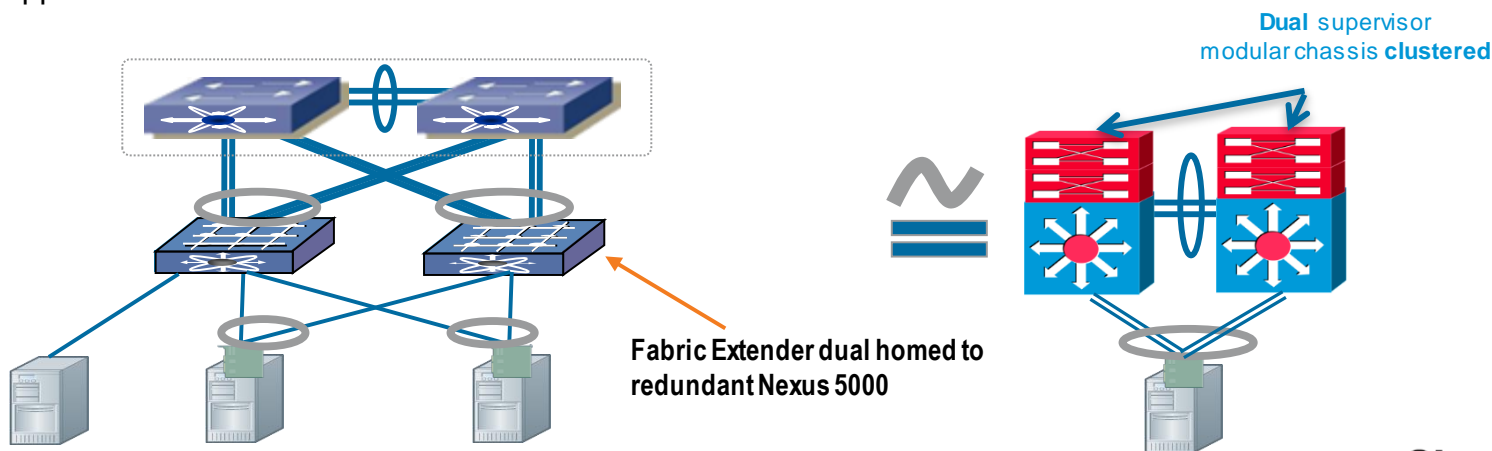 Dual supervisor
modular chassis clustered
Fabric Extender dual homed to
redundant Nexus 5000